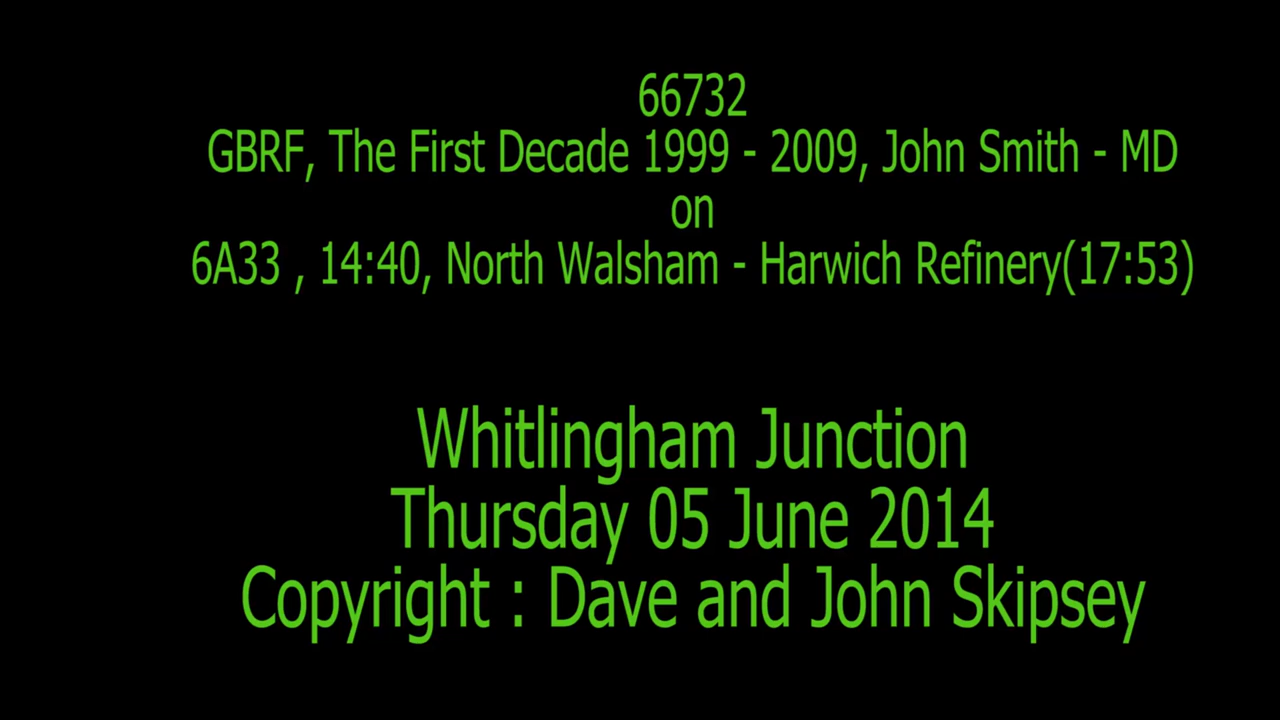 66732
GBRF, The First Decade 1999 - 2009, John Smith - MD
on
6A33 , 14:40, North Walsham - Harwich Refinery(17:53)
Whitlingham Junction
Thursday 05 June 2014
Copyright : Dave and John Skipsey